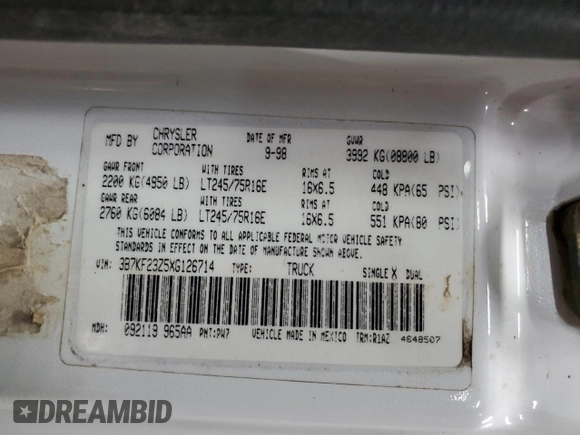 MFD BY CHRYSLER CORPORATION DATE OF MFR 9-98 GVWR 3992 KG(08800 LB)
GAWR FRONT WITH TIRES RIMS AT COLD
2200 KG(4850 LB) LT245/75R16E 16X6.5 448 KPA(65 PSI)
GAWR REAR WITH TIRES RIMS AT COLD
2760 KG(6084 LB) LT245/75R16E 16X6.5 551 KPA(80 PSI)
THIS VEHICLE CONFORMS TO ALL APPLICABLE FEDERAL MOTOR VEHICLE SAFETY
STANDARDS IN EFFECT ON THE DATE OF MANUFACTURE SHOWN ABOVE.
VIN: 3B7KF23Z5XG126714 TYPE: TRUCK SINGLE X DUAL
MDH: 092119 965AA PNT:PW7 VEHICLE MADE IN MEXICO TRM:R1AZ 4648507
DREAMBID